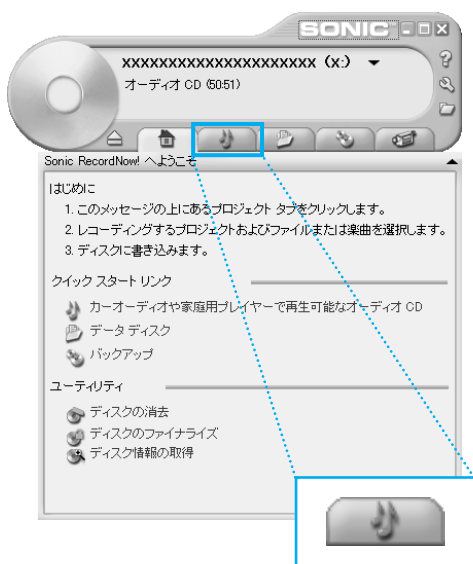 SONIC
xxxxxxxxxxxxxxxxxxxxxx (x:)
オーディオ CD (50:51)
Sonic RecordNow! へようこそ
はじめに
1. このメッセージの上にあるプロジェクト タブをクリックします。
2. レコーディングするプロジェクトおよびファイルまたは楽曲を選択します。
3. ディスクに書き込みます。
クイック スタート リンク
カーオーディオや家庭用プレイヤーで再生可能なオーディオ CD
データ ディスク
バックアップ
ユーティリティ
ディスクの消去
ディスクのファイナライズ
ディスク情報の取得